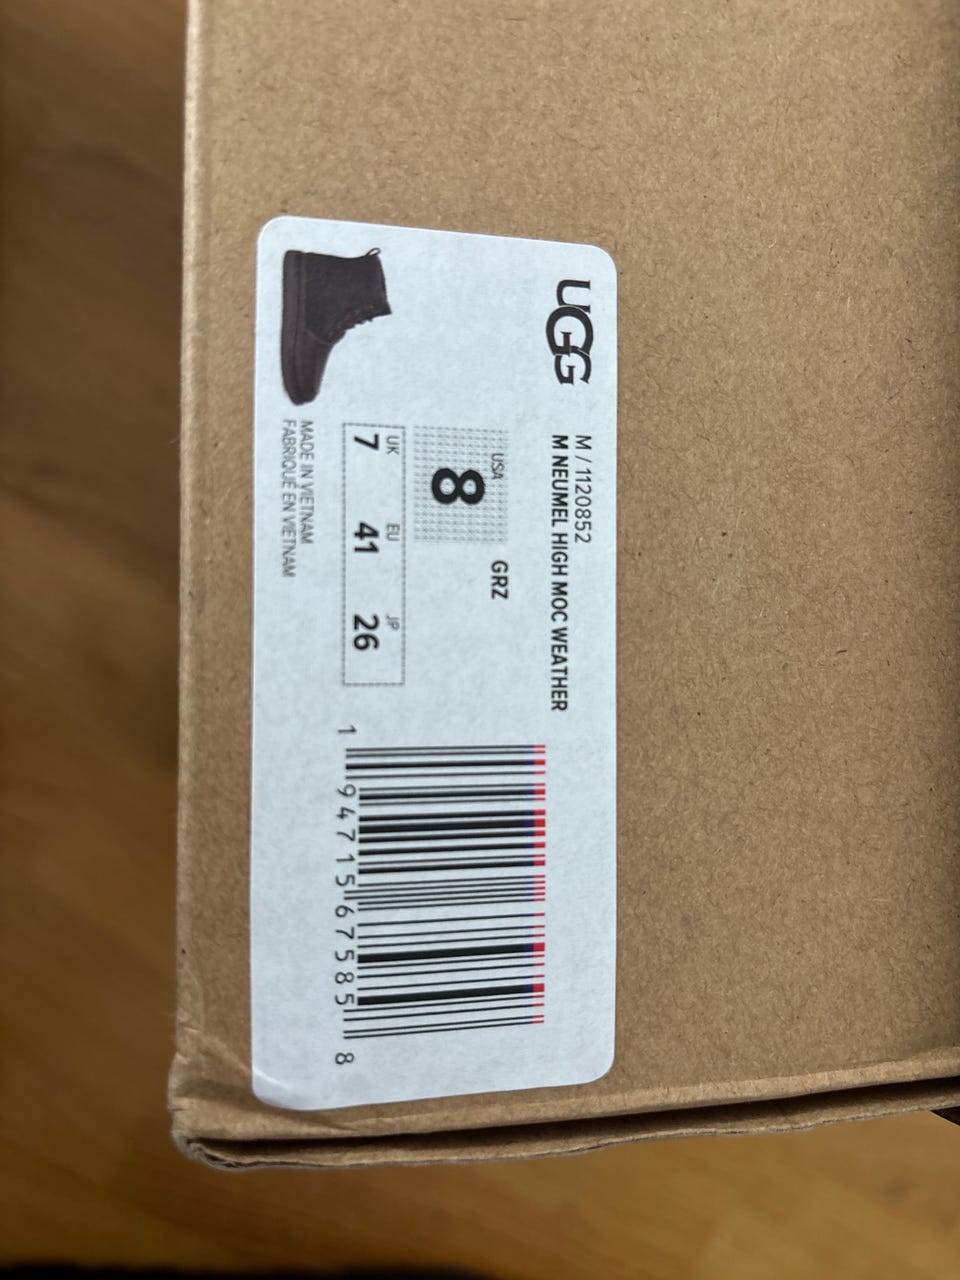 UGG
M / 1120852
M NEUMEL HIGH MOC WEATHER
GRZ
USA
8
UK EU JP
7 41 26
MADE IN VIETNAM
FABRIQUÉ EN VIETNAM
1 94715 67585 8